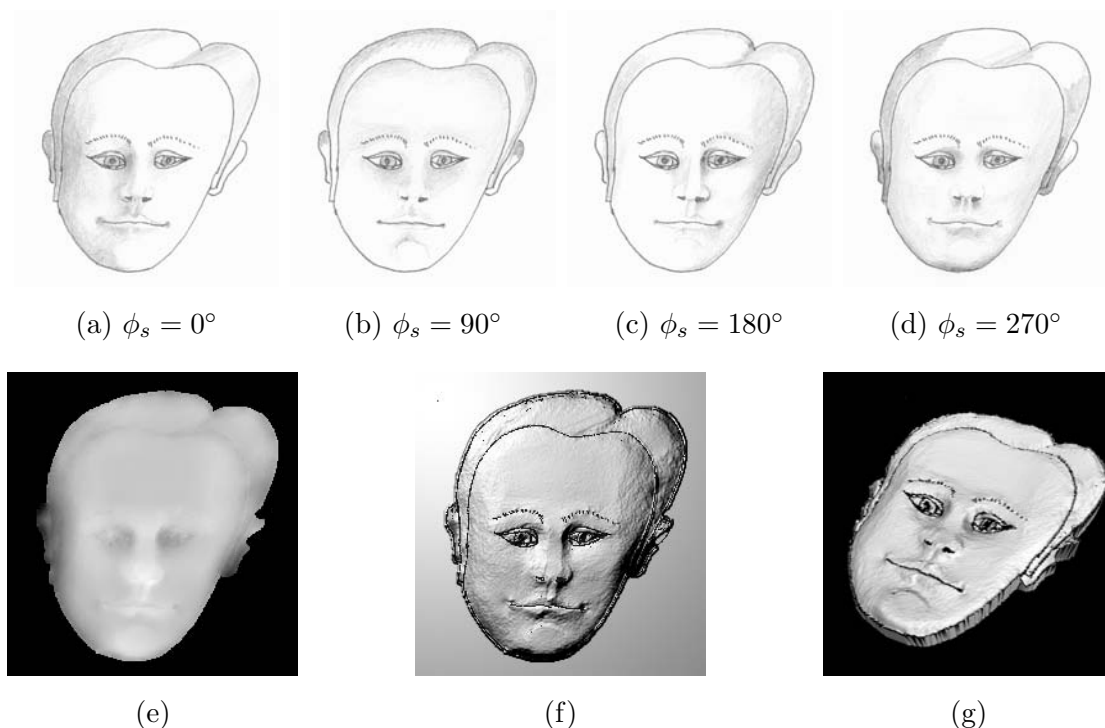 (a) ϕₛ = 0°
(b) ϕₛ = 90°
(c) ϕₛ = 180°
(d) ϕₛ = 270°
(e)
(f)
(g)